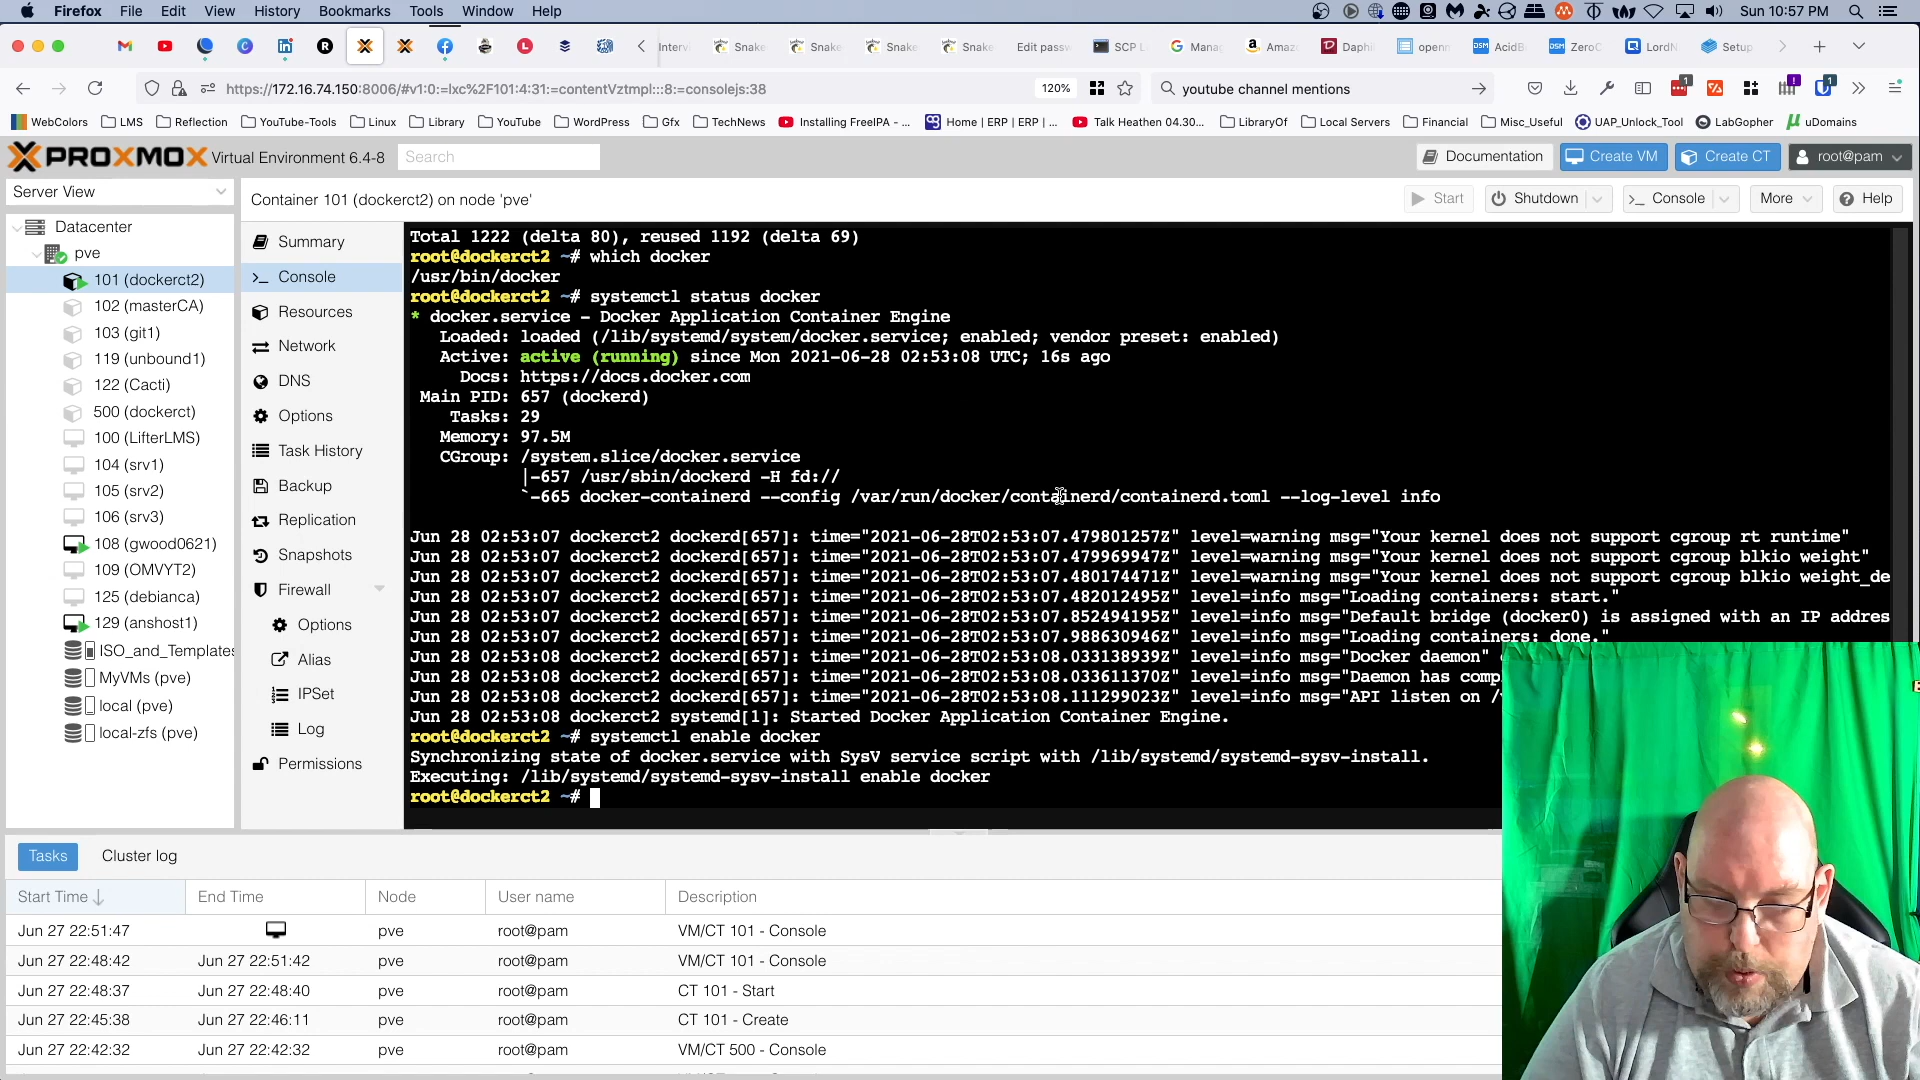 Firefox File Edit View History Bookmarks Tools Window Help
Sun 10:57 PM
Intervi Snake Snake Snake Snake Edit passw SCP L Manag Amaz Daphi openm AcidB ZeroC LordN Setup
https://172.16.74.150:8006/#v1:0:=lxc%2F101:4:31:=contentVztmpl:::8:=consolejs:38
120%
youtube channel mentions
WebColors LMS Reflection YouTube-Tools Linux Library YouTube WordPress Gfx TechNews Installing FreeIPA - ... Home | ERP | ERP | ... Talk Heathen 04.30... LibraryOf Local Servers Financial Misc_Useful UAP_Unlock_Tool LabGopher uDomains
PROXMOX Virtual Environment 6.4-8 Search
Documentation Create VM Create CT root@pam
Server View
Container 101 (dockerct2) on node 'pve'
Start Shutdown Console More Help
Datacenter
pve
101 (dockerct2)
102 (masterCA)
103 (git1)
119 (unbound1)
122 (Cacti)
500 (dockerct)
100 (LifterLMS)
104 (srv1)
105 (srv2)
106 (srv3)
108 (gwood0621)
109 (OMVYT2)
125 (debianca)
129 (anshost1)
ISO_and_Templates
MyVMs (pve)
local (pve)
local-zfs (pve)
Summary
Console
Resources
Network
DNS
Options
Task History
Backup
Replication
Snapshots
Firewall
Options
Alias
IPSet
Log
Permissions
Total 1222 (delta 80), reused 1192 (delta 69)
root@dockerct2 ~# which docker
/usr/bin/docker
root@dockerct2 ~# systemctl status docker
* docker.service - Docker Application Container Engine
Loaded: loaded (/lib/systemd/system/docker.service; enabled; vendor preset: enabled)
Active: active (running) since Mon 2021-06-28 02:53:08 UTC; 16s ago
Docs: https://docs.docker.com
Main PID: 657 (dockerd)
Tasks: 29
Memory: 97.5M
CGroup: /system.slice/docker.service
|-657 /usr/sbin/dockerd -H fd://
`-665 docker-containerd --config /var/run/docker/containerd/containerd.toml --log-level info
Jun 28 02:53:07 dockerct2 dockerd[657]: time="2021-06-28T02:53:07.479801257Z" level=warning msg="Your kernel does not support cgroup rt runtime"
Jun 28 02:53:07 dockerct2 dockerd[657]: time="2021-06-28T02:53:07.479969947Z" level=warning msg="Your kernel does not support cgroup blkio weight"
Jun 28 02:53:07 dockerct2 dockerd[657]: time="2021-06-28T02:53:07.480174471Z" level=warning msg="Your kernel does not support cgroup blkio weight_de
Jun 28 02:53:07 dockerct2 dockerd[657]: time="2021-06-28T02:53:07.482012495Z" level=info msg="Loading containers: start."
Jun 28 02:53:07 dockerct2 dockerd[657]: time="2021-06-28T02:53:07.852494195Z" level=info msg="Default bridge (docker0) is assigned with an IP addres
Jun 28 02:53:07 dockerct2 dockerd[657]: time="2021-06-28T02:53:07.988630946Z" level=info msg="Loading containers: done."
Jun 28 02:53:08 dockerct2 dockerd[657]: time="2021-06-28T02:53:08.033138939Z" level=info msg="Docker daemon"
Jun 28 02:53:08 dockerct2 dockerd[657]: time="2021-06-28T02:53:08.033611370Z" level=info msg="Daemon has comp
Jun 28 02:53:08 dockerct2 dockerd[657]: time="2021-06-28T02:53:08.111299023Z" level=info msg="API listen on /
Jun 28 02:53:08 dockerct2 systemd[1]: Started Docker Application Container Engine.
root@dockerct2 ~# systemctl enable docker
Synchronizing state of docker.service with SysV service script with /lib/systemd/systemd-sysv-install.
Executing: /lib/systemd/systemd-sysv-install enable docker
root@dockerct2 ~#
Tasks Cluster log
Start Time End Time Node User name Description
Jun 27 22:51:47 pve root@pam VM/CT 101 - Console
Jun 27 22:48:42 Jun 27 22:51:42 pve root@pam VM/CT 101 - Console
Jun 27 22:48:37 Jun 27 22:48:40 pve root@pam CT 101 - Start
Jun 27 22:45:38 Jun 27 22:46:11 pve root@pam CT 101 - Create
Jun 27 22:42:32 Jun 27 22:42:32 pve root@pam VM/CT 500 - Console